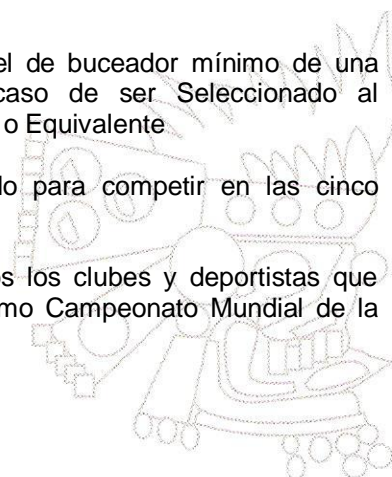 el de buceador mínimo de una
caso de ser Seleccionado al
o Equivalente
do para competir en las cinco
os los clubes y deportistas que
mo Campeonato Mundial de la